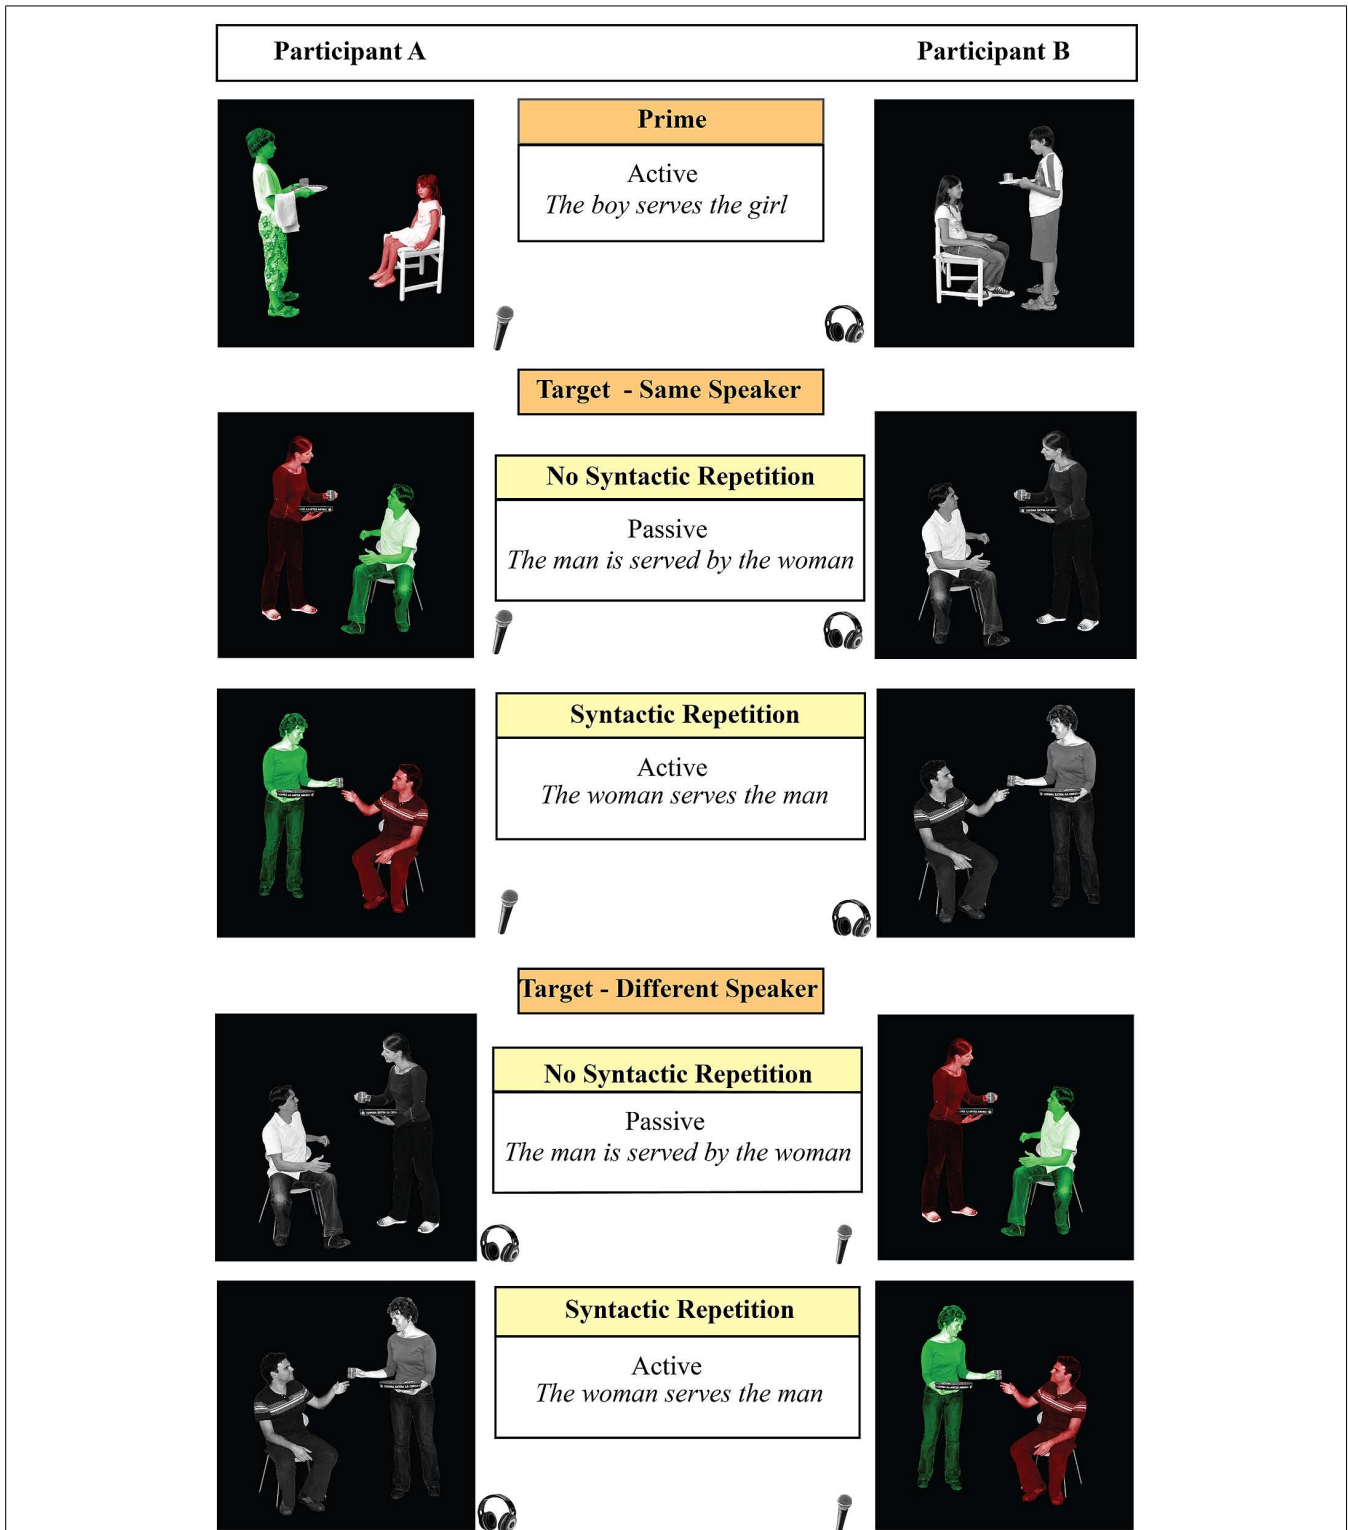 Participant A
Participant B
Prime
Active
The boy serves the girl
Target - Same Speaker
No Syntactic Repetition
Passive
The man is served by the woman
Syntactic Repetition
Active
The woman serves the man
Target - Different Speaker
No Syntactic Repetition
Passive
The man is served by the woman
Syntactic Repetition
Active
The woman serves the man